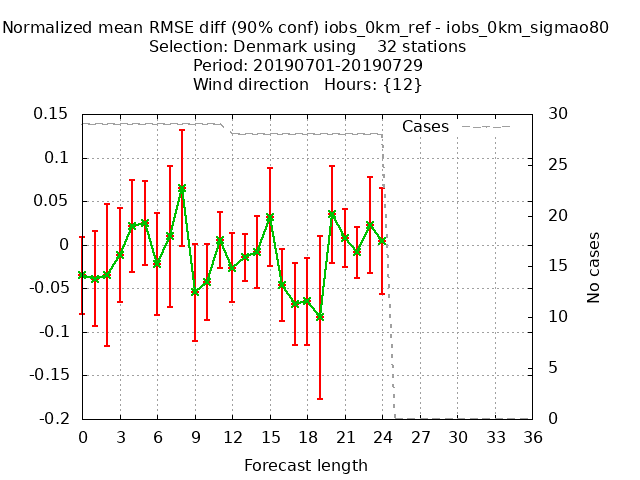 Normalized mean RMSE diff (90% conf) iobs_0km_ref - iobs_0km_sigmao80
Selection: Denmark using 32 stations
Period: 20190701-20190729
Wind direction Hours: {12}
Cases
0.15
0.1
0.05
0
-0.05
-0.1
-0.15
-0.2
30
25
20
15
10
5
0
No cases
0 3 6 9 12 15 18 21 24 27 30 33 36
Forecast length